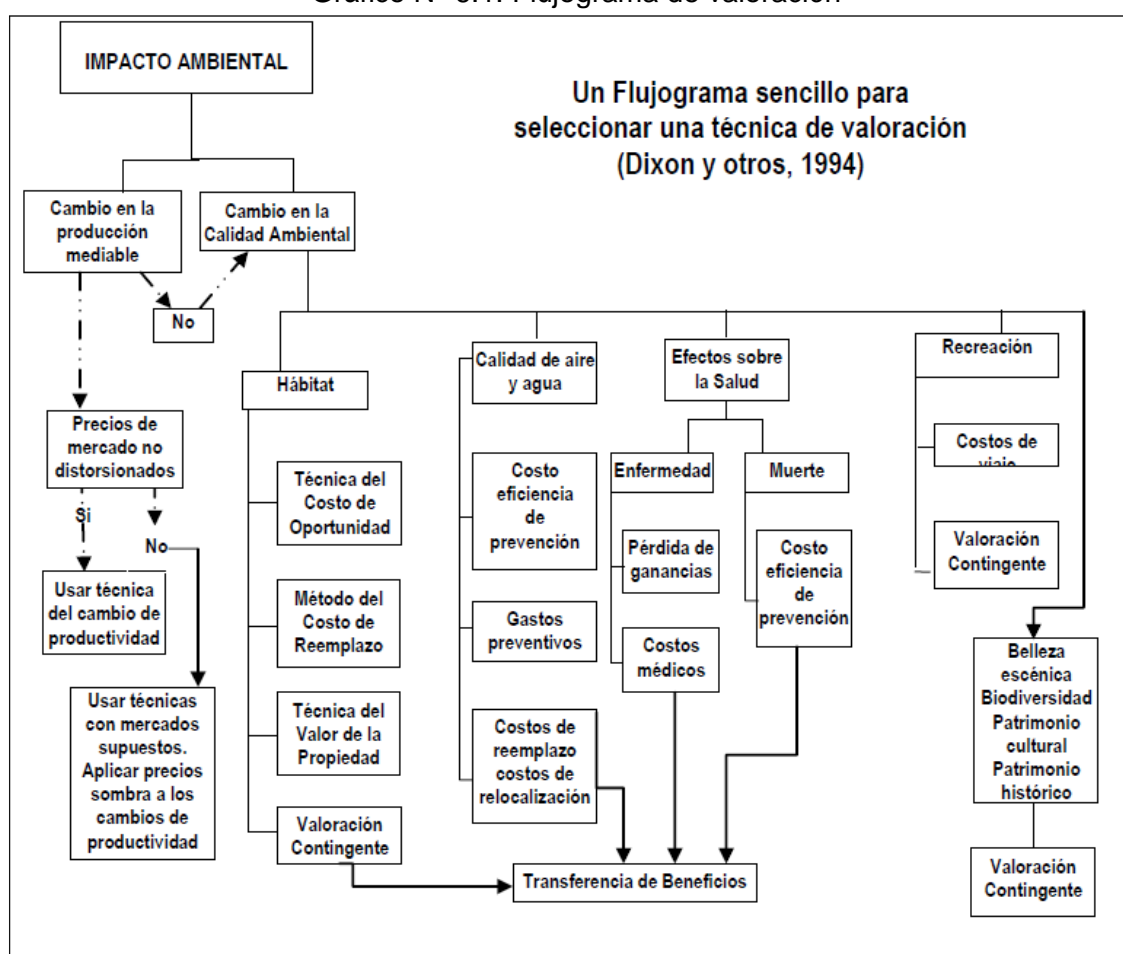 IMPACTO AMBIENTAL
Un Flujograma sencillo para
seleccionar una técnica de valoración
(Dixon y otros, 1994)
Cambio en la
producción
mediable
Cambio en la
Calidad Ambiental
No
Hábitat
Calidad de aire
y agua
Efectos sobre
la Salud
Recreación
Precios de
mercado no
distorsionados
Si
No
Usar técnica
del cambio de
productividad
Usar técnicas
con mercados
supuestos.
Aplicar precios
sombra a los
cambios de
productividad
Técnica del
Costo de
Oportunidad
Método del
Costo de
Reemplazo
Técnica del
Valor de la
Propiedad
Valoración
Contingente
Costo
eficiencia
de
prevención
Gastos
preventivos
Costos de
reemplazo
costos de
relocalización
Enfermedad
Muerte
Pérdida de
ganancias
Costos
médicos
Costo
eficiencia
de
prevención
Costos de
viaje
Valoración
Contingente
Belleza
escénica
Biodiversidad
Patrimonio
cultural
Patrimonio
histórico
Valoración
Contingente
Transferencia de Beneficios